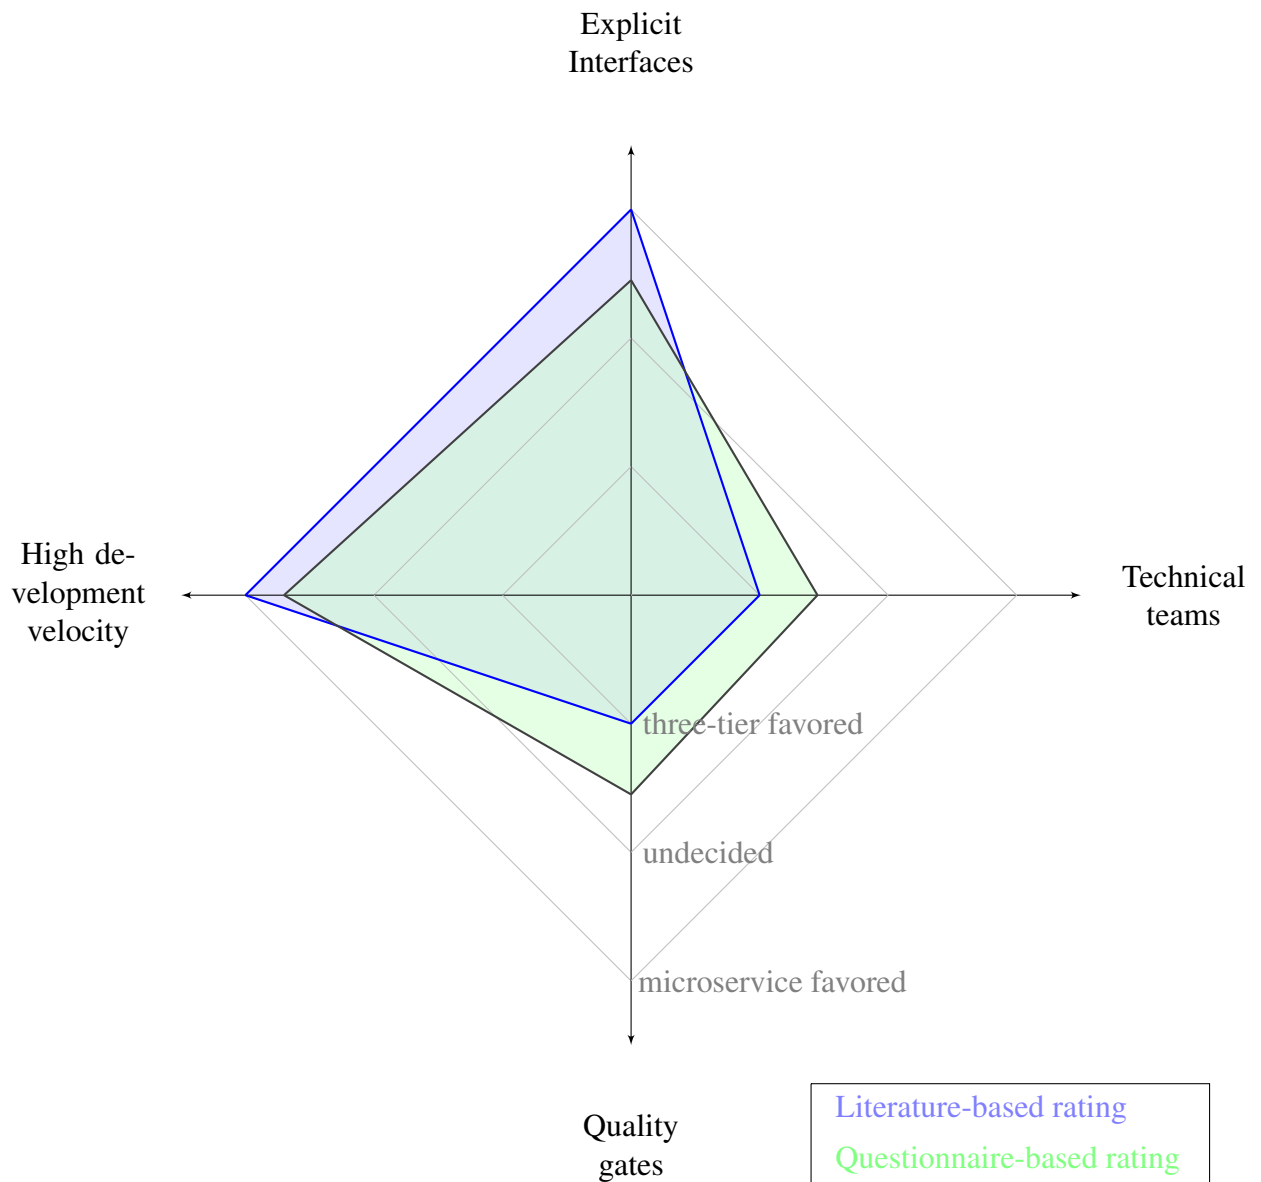 Explicit
Interfaces
High de-
velopment
velocity
Technical
teams
three-tier favored
undecided
microservice favored
Quality
gates
Literature-based rating
Questionnaire-based rating